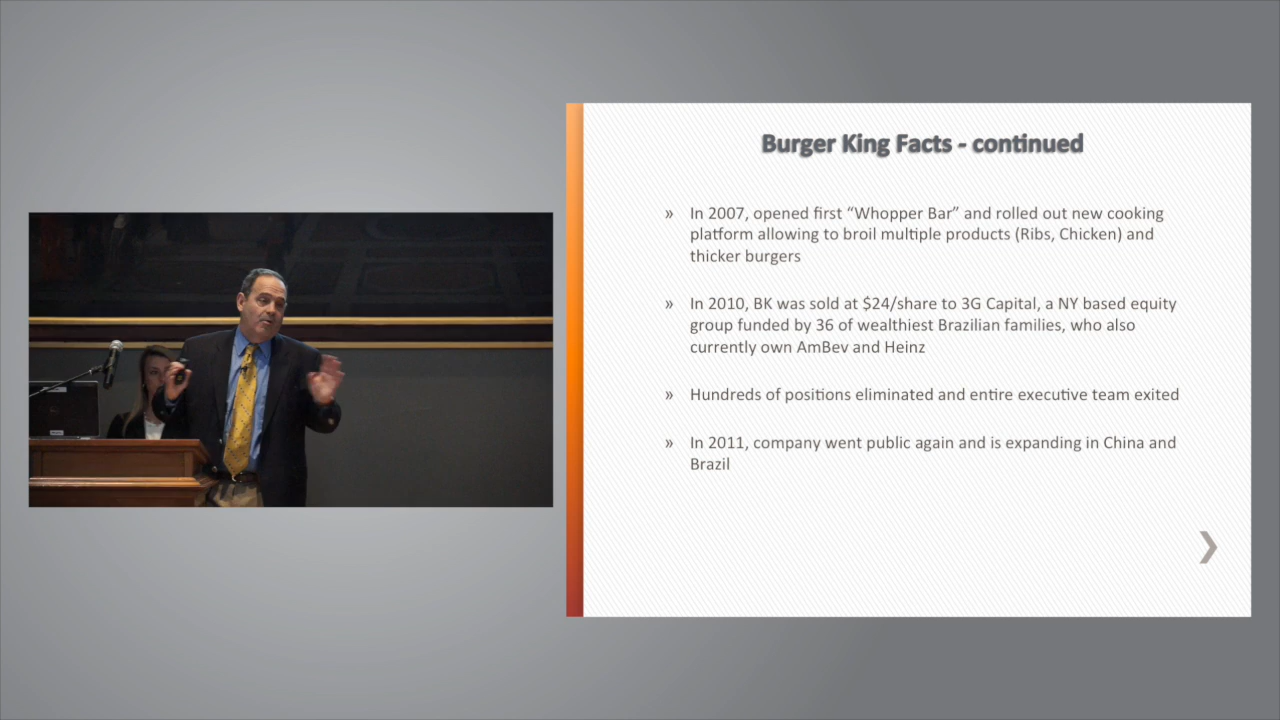 Burger King Facts - continued
» In 2007, opened first “Whopper Bar” and rolled out new cooking
platform allowing to broil multiple products (Ribs, Chicken) and
thicker burgers
» In 2010, BK was sold at $24/share to 3G Capital, a NY based equity
group funded by 36 of wealthiest Brazilian families, who also
currently own AmBev and Heinz
» Hundreds of positions eliminated and entire executive team exited
» In 2011, company went public again and is expanding in China and
Brazil